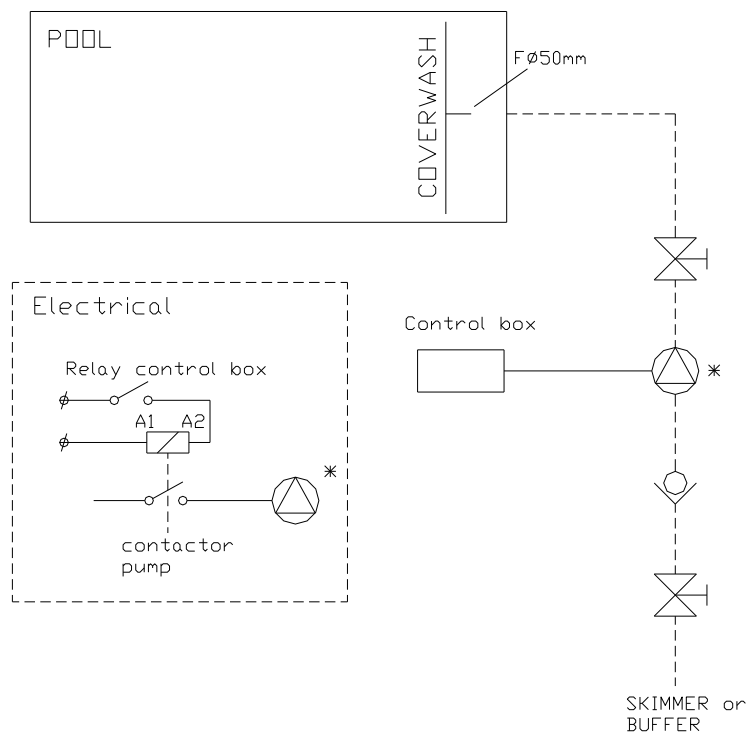 POOL
COVERWASH
FØ50mm
Electrical
Control box
Relay control box
A1 A2
*
*
contactor
pump
SKIMMER or
BUFFER